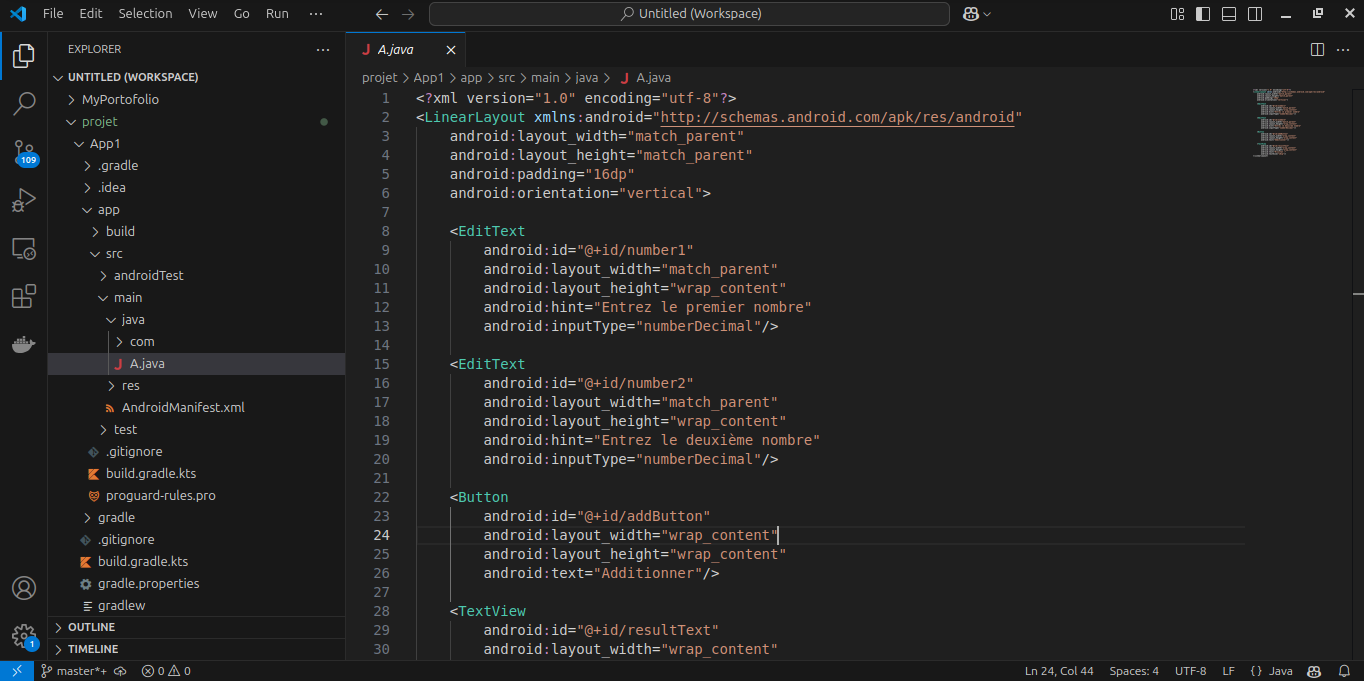 File Edit Selection View Go Run ···
Untitled (Workspace)
EXPLORER
UNTITLED (WORKSPACE)
MyPortofolio
projet
App1
.gradle
.idea
app
build
src
androidTest
main
java
com
A.java
res
AndroidManifest.xml
test
.gitignore
build.gradle.kts
proguard-rules.pro
gradle
.gitignore
build.gradle.kts
gradle.properties
gradlew
OUTLINE
TIMELINE
109
1
A.java
projet > App1 > app > src > main > java > A.java
1 <?xml version="1.0" encoding="utf-8"?>
2 <LinearLayout xmlns:android="http://schemas.android.com/apk/res/android"
3 android:layout_width="match_parent"
4 android:layout_height="match_parent"
5 android:padding="16dp"
6 android:orientation="vertical">
7
8 <EditText
9 android:id="@+id/number1"
10 android:layout_width="match_parent"
11 android:layout_height="wrap_content"
12 android:hint="Entrez le premier nombre"
13 android:inputType="numberDecimal"/>
14
15 <EditText
16 android:id="@+id/number2"
17 android:layout_width="match_parent"
18 android:layout_height="wrap_content"
19 android:hint="Entrez le deuxième nombre"
20 android:inputType="numberDecimal"/>
21
22 <Button
23 android:id="@+id/addButton"
24 android:layout_width="wrap_content"
25 android:layout_height="wrap_content"
26 android:text="Additionner"/>
27
28 <TextView
29 android:id="@+id/resultText"
30 android:layout_width="wrap_content"
master*+ 0 0 Ln 24, Col 44 Spaces: 4 UTF-8 LF {} Java